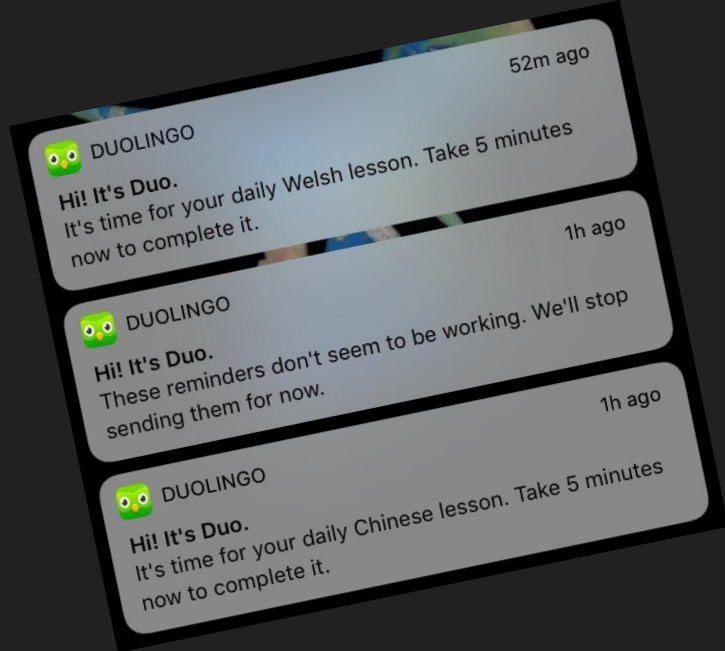 DUOLINGO
52m ago
Hi! It's Duo.
It's time for your daily Welsh lesson. Take 5 minutes
now to complete it.
DUOLINGO
1h ago
Hi! It's Duo.
These reminders don't seem to be working. We'll stop
sending them for now.
DUOLINGO
1h ago
Hi! It's Duo.
It's time for your daily Chinese lesson. Take 5 minutes
now to complete it.